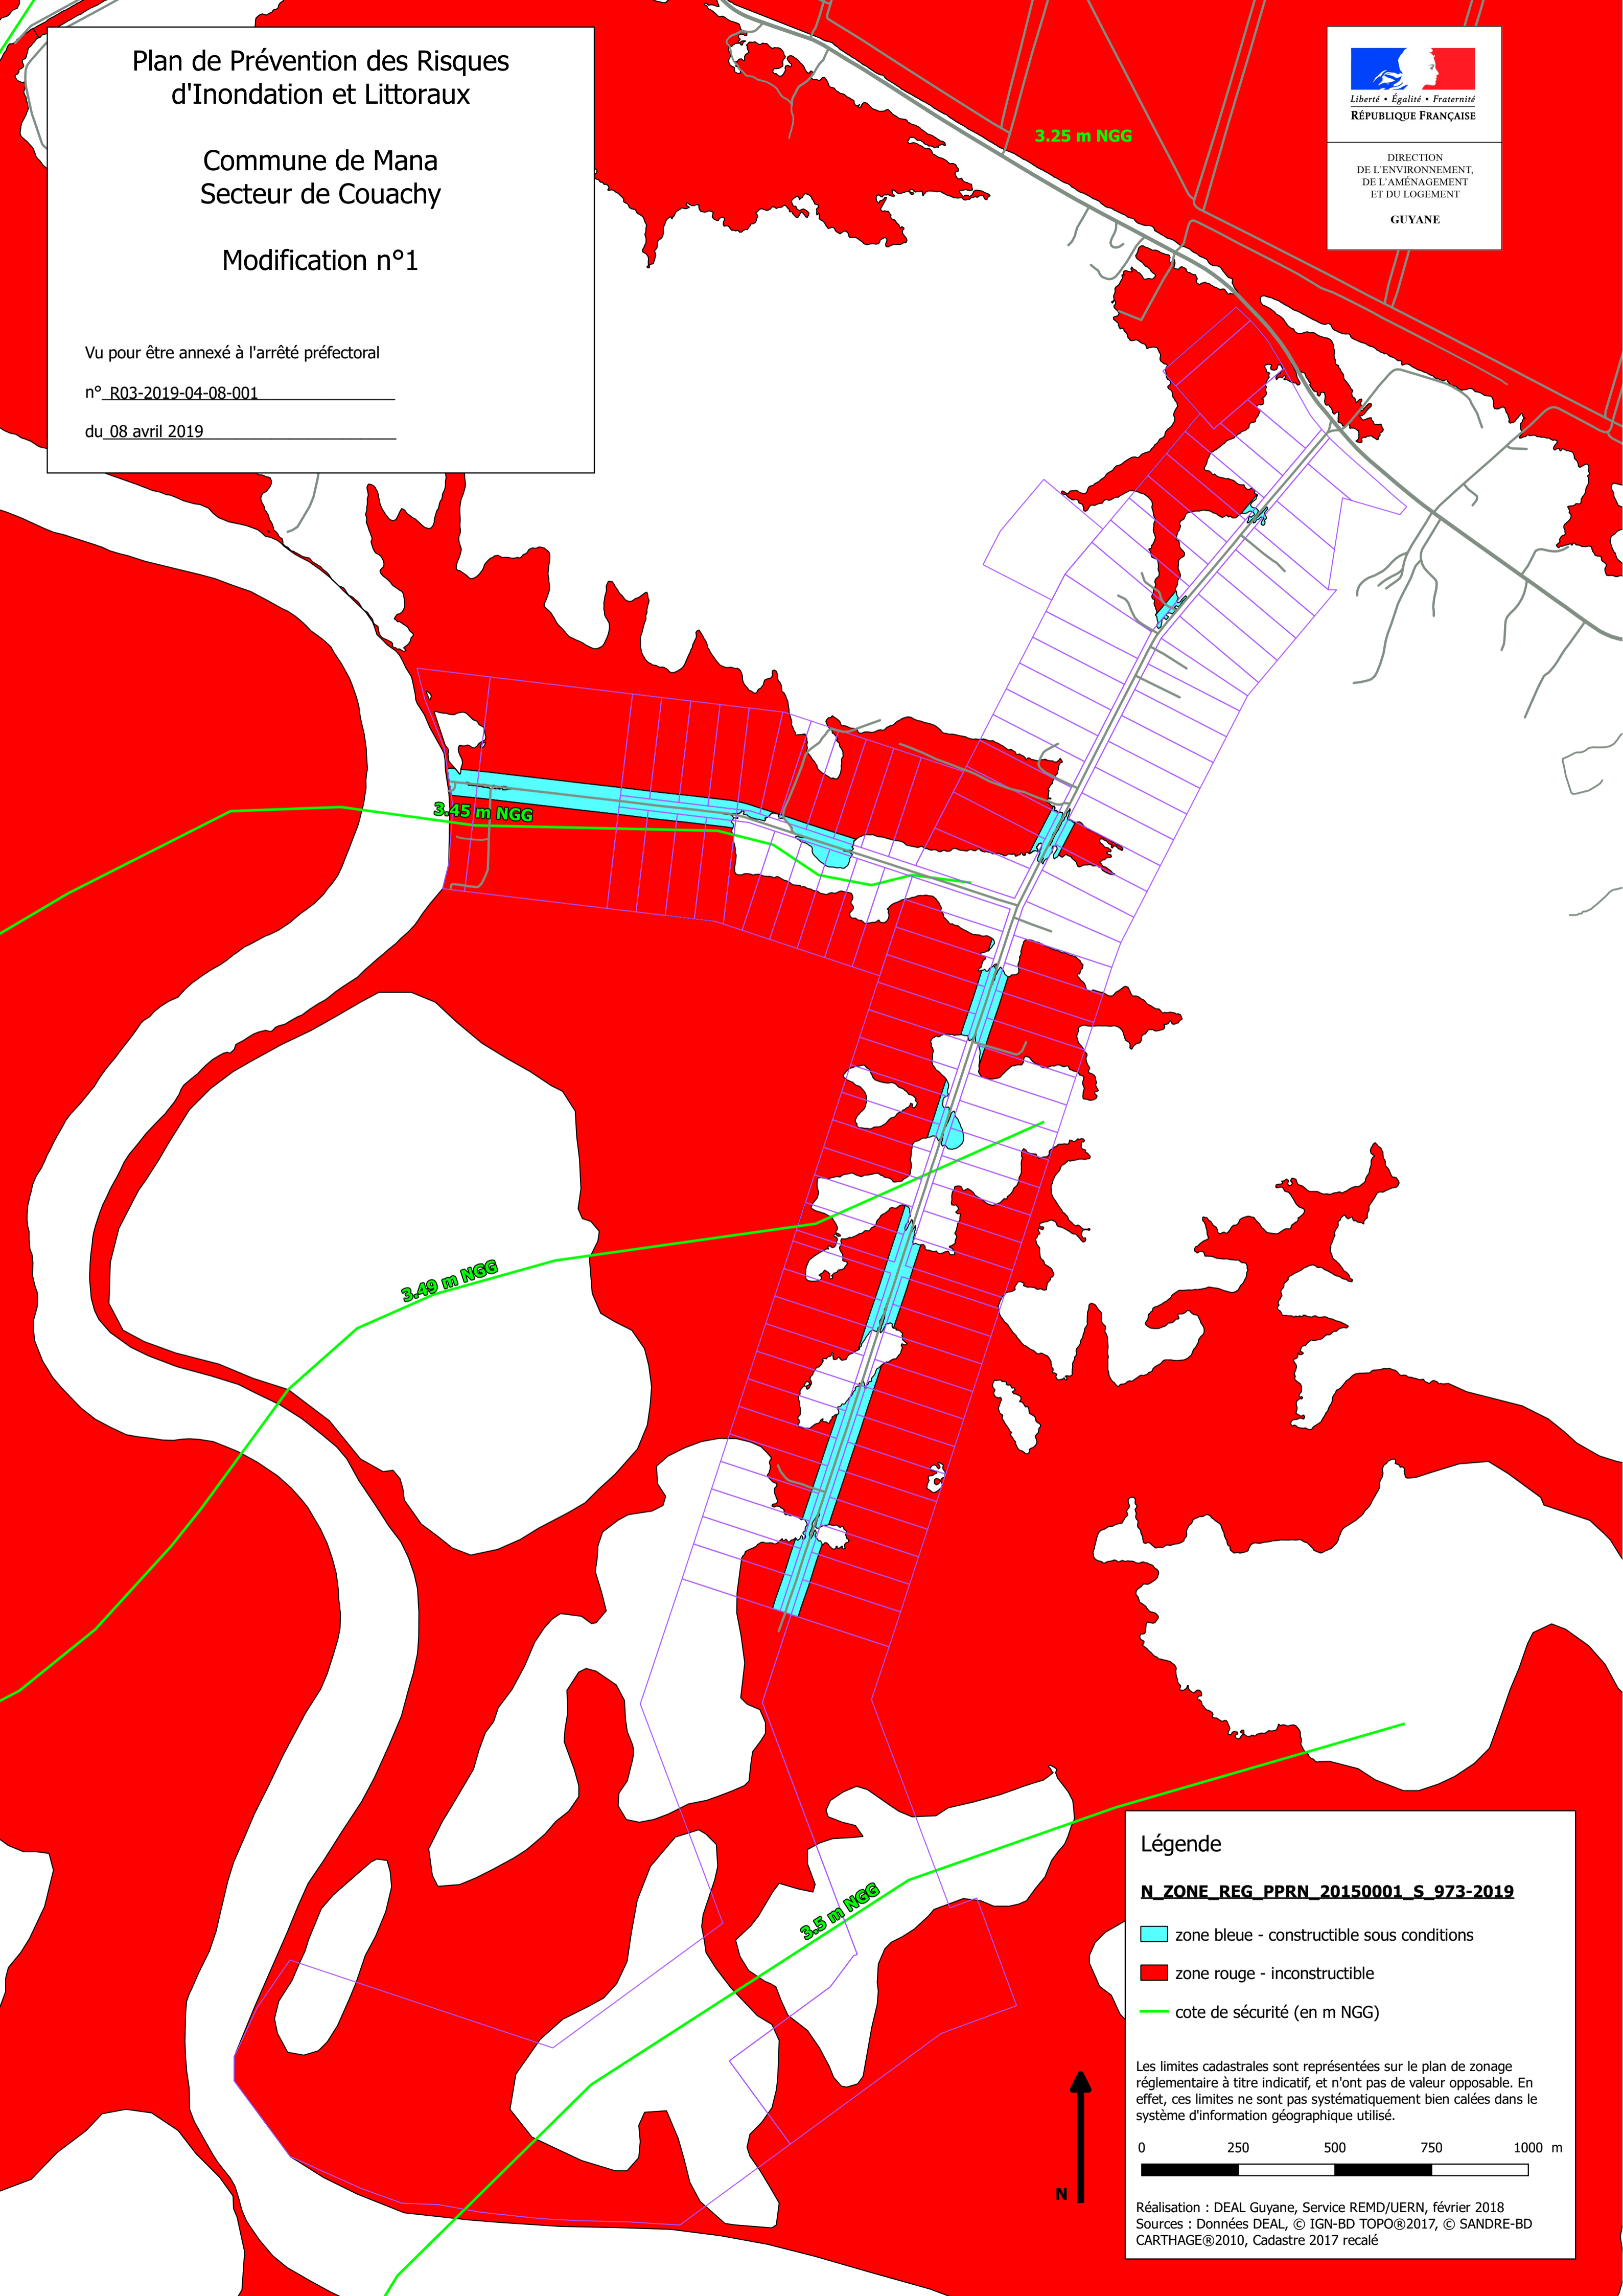 Plan de Prévention des Risques
d'Inondation et Littoraux
Commune de Mana
Secteur de Couachy
Modification n°1
Vu pour être annexé à l'arrêté préfectoral
n° R03-2019-04-08-001
du 08 avril 2019
Liberté • Égalité • Fraternité
RÉPUBLIQUE FRANÇAISE
DIRECTION
DE L'ENVIRONNEMENT,
DE L'AMÉNAGEMENT
ET DU LOGEMENT
GUYANE
3.25 m NGG
3.45 m NGG
3.49 m NGG
3.5 m NGG
Légende
N_ZONE_REG_PPRN_20150001_S_973-2019
zone bleue - constructible sous conditions
zone rouge - inconstructible
cote de sécurité (en m NGG)
Les limites cadastrales sont représentées sur le plan de zonage
réglementaire à titre indicatif, et n'ont pas de valeur opposable. En
effet, ces limites ne sont pas systématiquement bien calées dans le
système d'information géographique utilisé.
0 250 500 750 1000 m
N
Réalisation : DEAL Guyane, Service REMD/UERN, février 2018
Sources : Données DEAL, © IGN-BD TOPO®2017, © SANDRE-BD
CARTHAGE®2010, Cadastre 2017 recalé